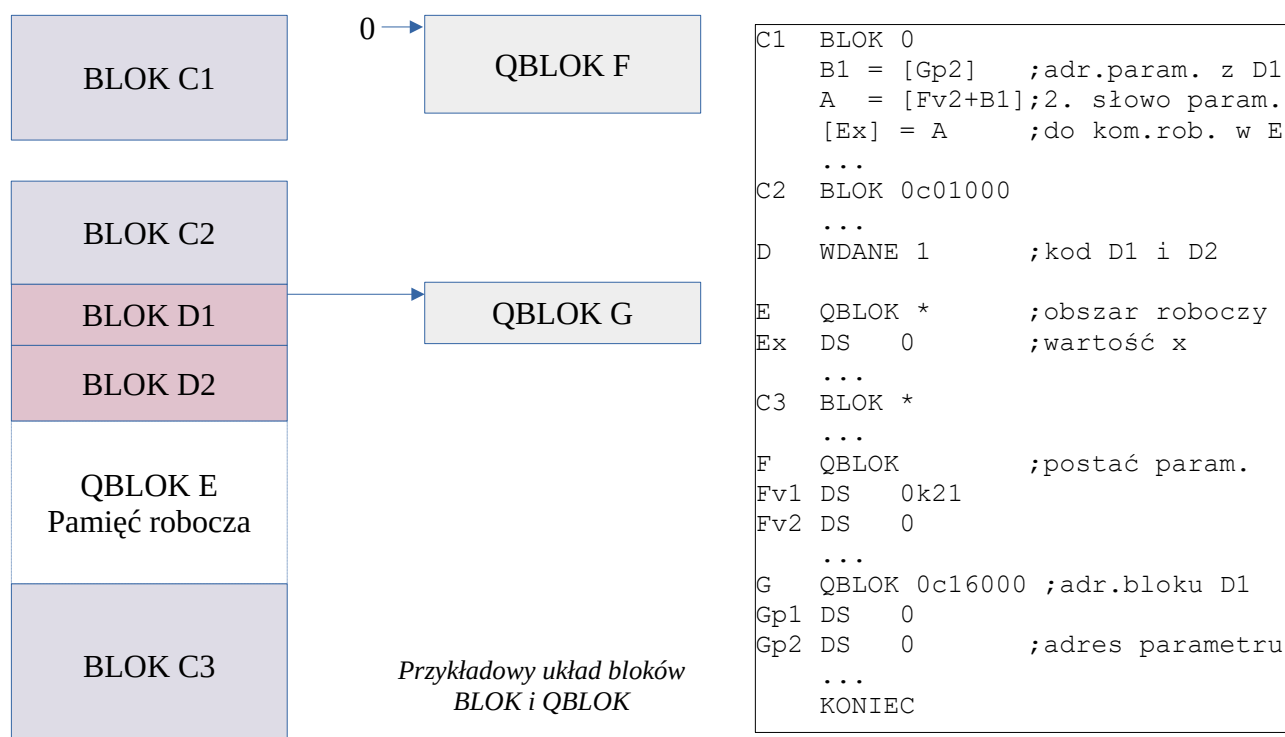 BLOK C1
BLOK C2
BLOK D1
BLOK D2
QBLOK E
Pamięć robocza
BLOK C3
0
QBLOK F
QBLOK G
Przykładowy układ bloków
BLOK i QBLOK
C1 BLOK 0
B1 = [Gp2] ;adr.param. z D1
A = [Fv2+B1];2. słowo param.
[Ex] = A ;do kom.rob. w E
...
C2 BLOK 0c01000
...
D WDANE 1 ;kod D1 i D2
E QBLOK * ;obszar roboczy
Ex DS 0 ;wartość x
...
C3 BLOK *
...
F QBLOK ;postać param.
Fv1 DS 0k21
Fv2 DS 0
...
G QBLOK 0c16000 ;adr.bloku D1
Gp1 DS 0
Gp2 DS 0 ;adres parametru
...
KONIEC